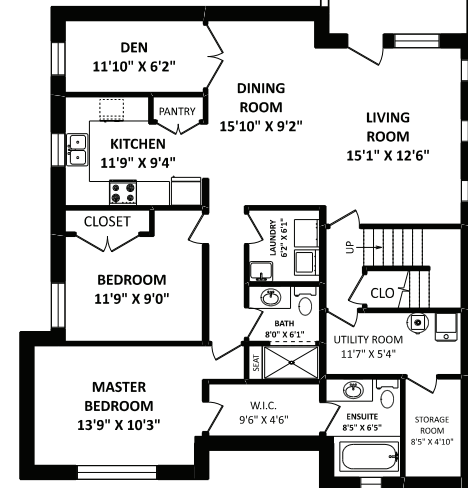 DEN
11'10" X 6'2"
DINING
ROOM
15'10" X 9'2"
LIVING
ROOM
15'1" X 12'6"
PANTRY
KITCHEN
11'9" X 9'4"
CLOSET
BEDROOM
11'9" X 9'0"
LAUNDRY
6'2" X 6'1"
UP
CLO
BATH
8'0" X 6'1"
UTILITY ROOM
11'7" X 5'4"
SEAT
MASTER
BEDROOM
13'9" X 10'3"
W.I.C.
9'6" X 4'6"
ENSUITE
8'5" X 6'5"
STORAGE
ROOM
8'5" X 4'10"